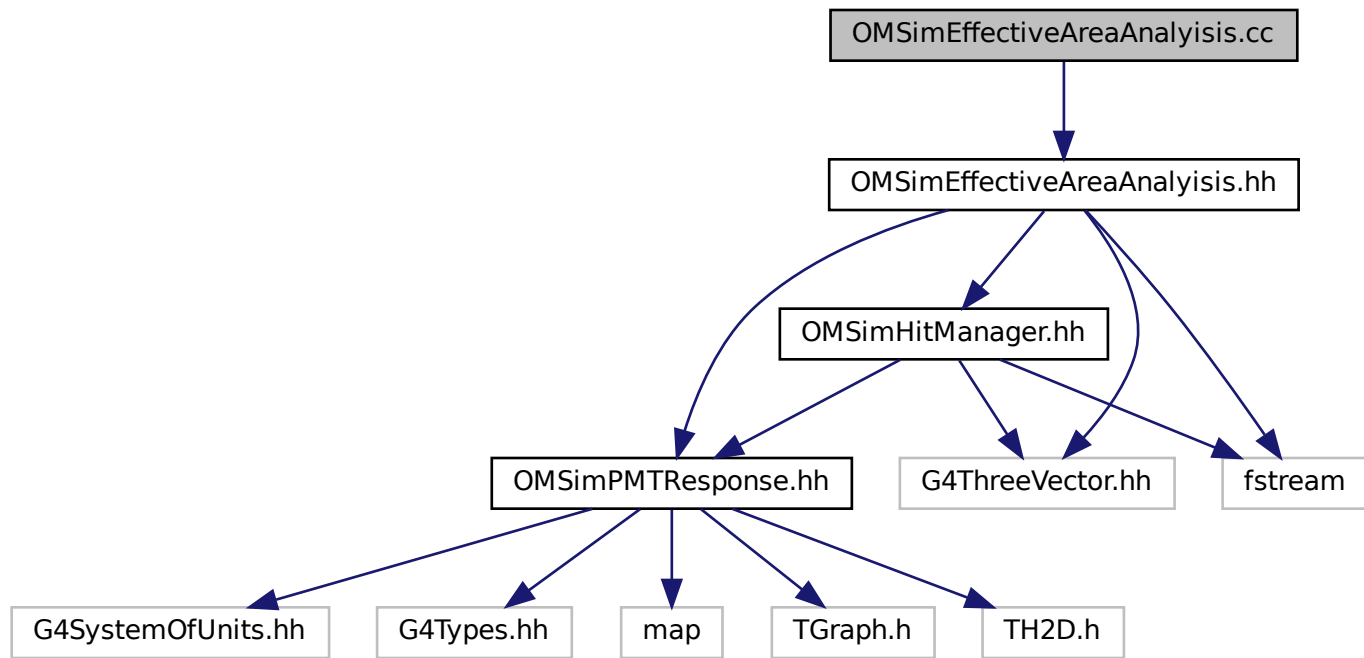 OMSimEffectiveAreaAnalyisis.cc
OMSimEffectiveAreaAnalyisis.hh
OMSimHitManager.hh
OMSimPMTResponse.hh
G4ThreeVector.hh
fstream
G4SystemOfUnits.hh
G4Types.hh
map
TGraph.h
TH2D.h